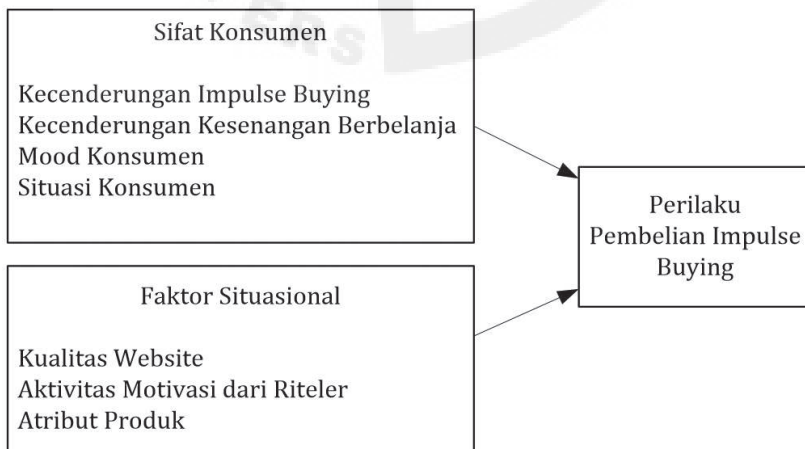 Sifat Konsumen
Kecenderungan Impulse Buying
Kecenderungan Kesenangan Berbelanja
Mood Konsumen
Situasi Konsumen
Perilaku
Pembelian Impulse
Buying
Faktor Situasional
Kualitas Website
Aktivitas Motivasi dari Riteler
Atribut Produk